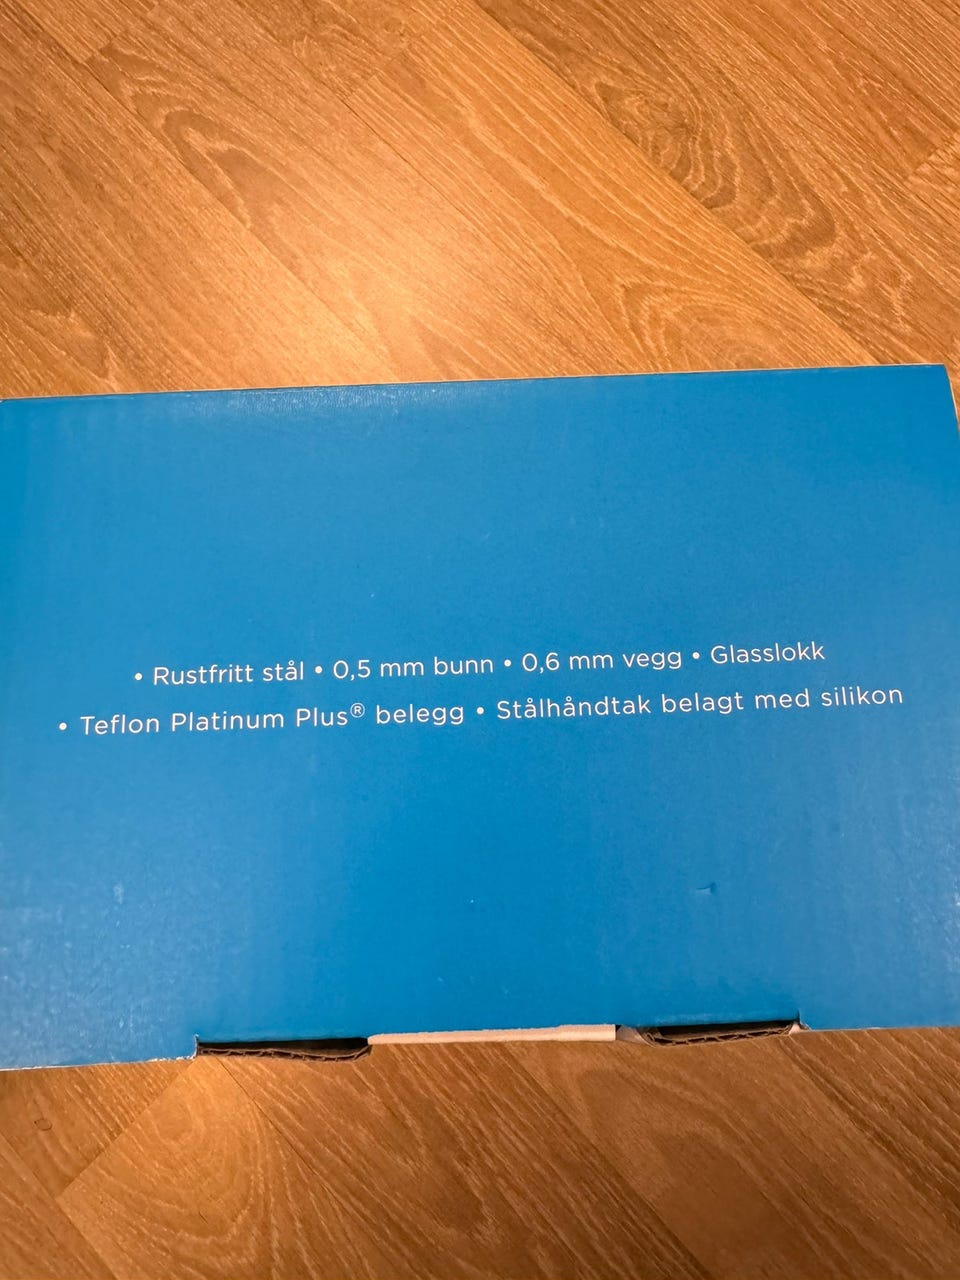 • Rustfritt stål • 0,5 mm bunn • 0,6 mm vegg • Glasslokk
• Teflon Platinum Plus® belegg • Stålhåndtak belagt med silikon